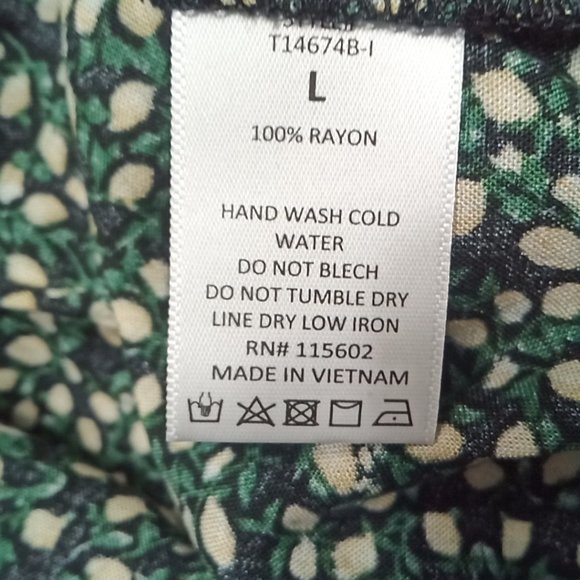 T14674B-I
L
100% RAYON
HAND WASH COLD
WATER
DO NOT BLECH
DO NOT TUMBLE DRY
LINE DRY LOW IRON
RN# 115602
MADE IN VIETNAM